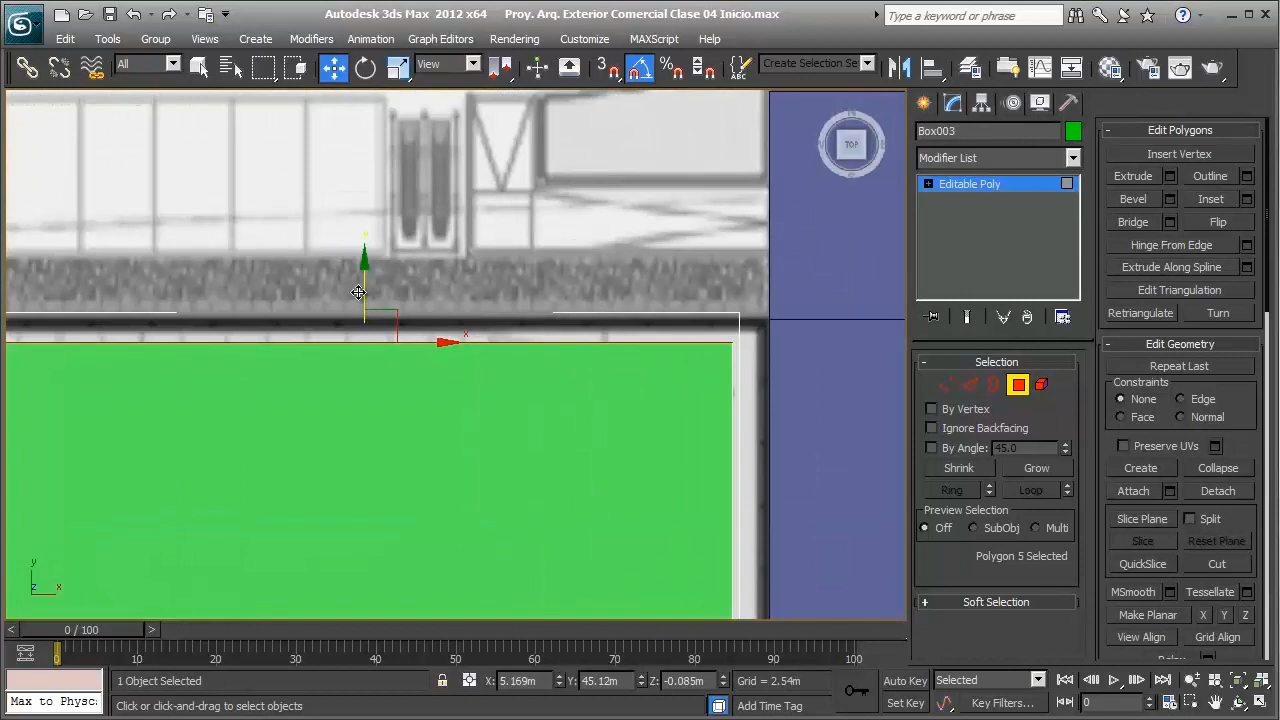 Autodesk 3ds Max 2012 x64 Proy. Arq. Exterior Comercial Clase 04 Inicio.max
Type a keyword or phrase
Edit Tools Group Views Create Modifiers Animation Graph Editors Rendering Customize MAXScript Help
All View 3 Create Selection Se
TOP
Box003
Modifier List
Editable Poly
Selection
By Vertex
Ignore Backfacing
By Angle: 45.0
Shrink Grow
Ring Loop
Preview Selection
Off SubObj Multi
Polygon 5 Selected
Soft Selection
Edit Polygons
Insert Vertex
Extrude Outline
Bevel Inset
Bridge Flip
Hinge From Edge
Extrude Along Spline
Edit Triangulation
Retriangulate Turn
Edit Geometry
Repeat Last
Constraints
None Edge
Face Normal
Preserve UVs
Create Collapse
Attach Detach
Slice Plane Split
Slice Reset Plane
QuickSlice Cut
MSmooth Tessellate
Make Planar X Y Z
View Align Grid Align
x
y
z x
0 / 100
0 10 20 30 40 50 60 70 80 90 100
1 Object Selected X: 5.169m Y: 45.12m Z: -0.085m Grid = 2.54m Auto Key Selected
Max to Physc Click or click-and-drag to select objects Add Time Tag Set Key Key Filters... 0